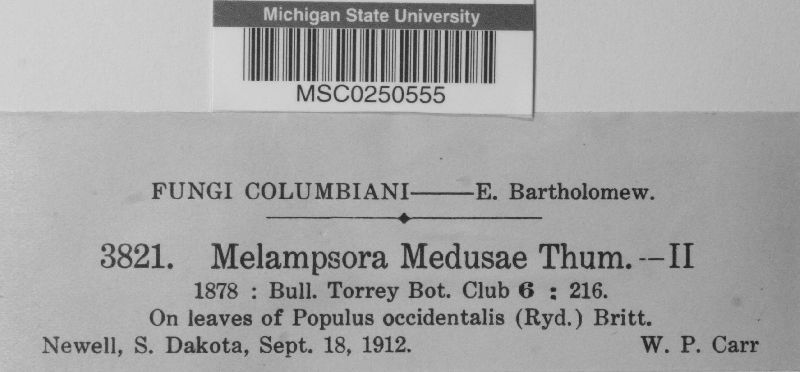 Michigan State University
MSC0250555
FUNGI COLUMBIANI——E. Bartholomew.
3821. Melampsora Medusae Thum.--II
1878 : Bull. Torrey Bot. Club 6 : 216.
On leaves of Populus occidentalis (Ryd.) Britt.
Newell, S. Dakota, Sept. 18, 1912. W. P. Carr